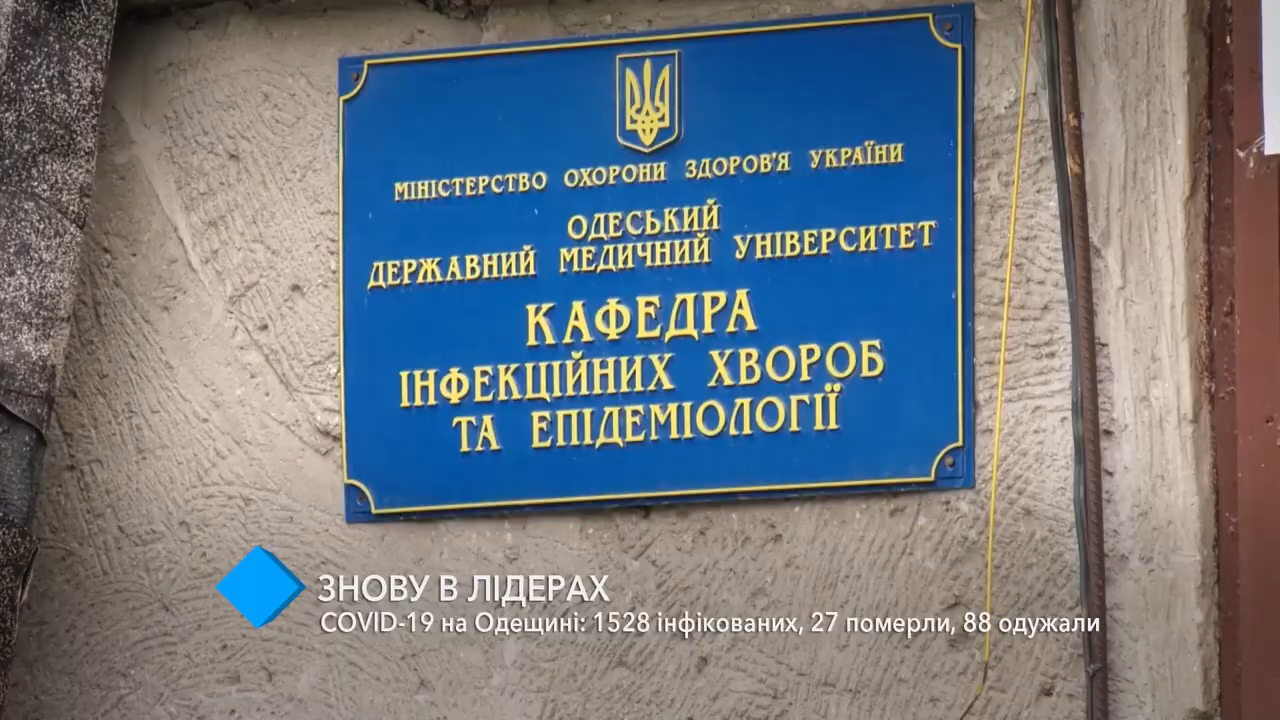 МІНІСТЕРСТВО ОХОРОНИ ЗДОРОВ'Я УКРАЇНИ
ОДЕСЬКИЙ
ДЕРЖАВНИЙ МЕДИЧНИЙ УНІВЕРСИТЕТ
КАФЕДРА
ІНФЕКЦІЙНИХ ХВОРОБ
ТА ЕПІДЕМІОЛОГІЇ
ЗНОВУ В ЛІДЕРАХ
COVID-19 на Одещині: 1528 інфікованих, 27 померли, 88 одужали